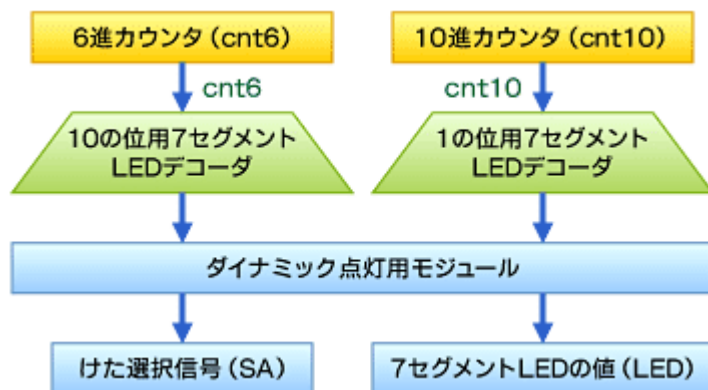 6進カウンタ(cnt6)
10進カウンタ(cnt10)
cnt6
cnt10
10の位用7セグメント
LEDデコーダ
1の位用7セグメント
LEDデコーダ
ダイナミック点灯用モジュール
けた選択信号(SA)
7セグメントLEDの値(LED)